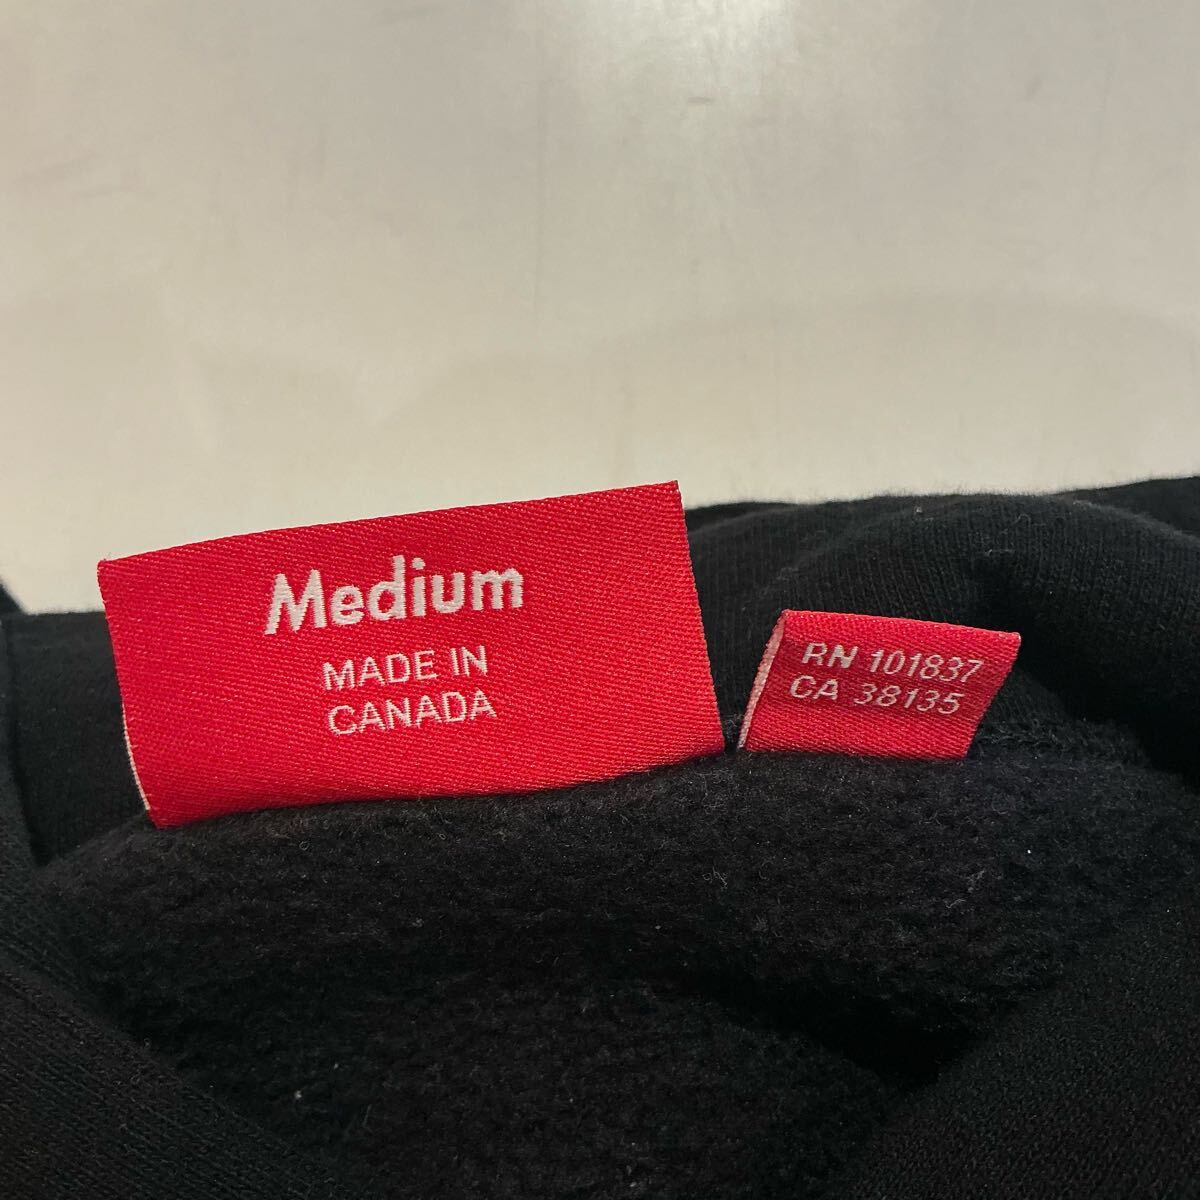 Medium
MADE IN
CANADA
RN 101837
CA 38135